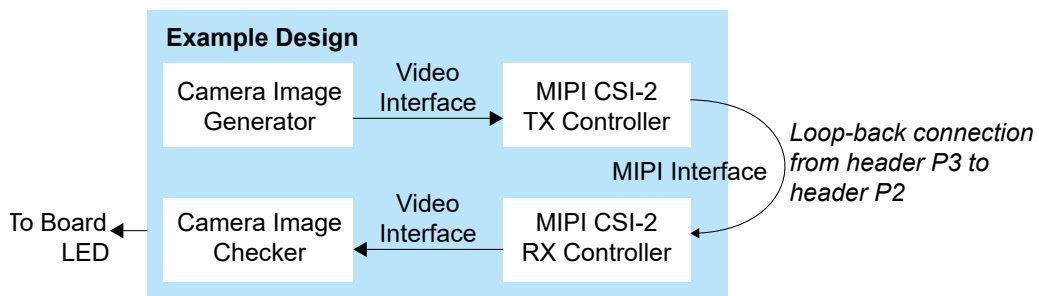 Example Design
Camera Image
Generator
Video
Interface
MIPI CSI-2
TX Controller
Loop-back connection
from header P3 to
header P2
MIPI Interface
To Board
LED
Camera Image
Checker
Video
Interface
MIPI CSI-2
RX Controller